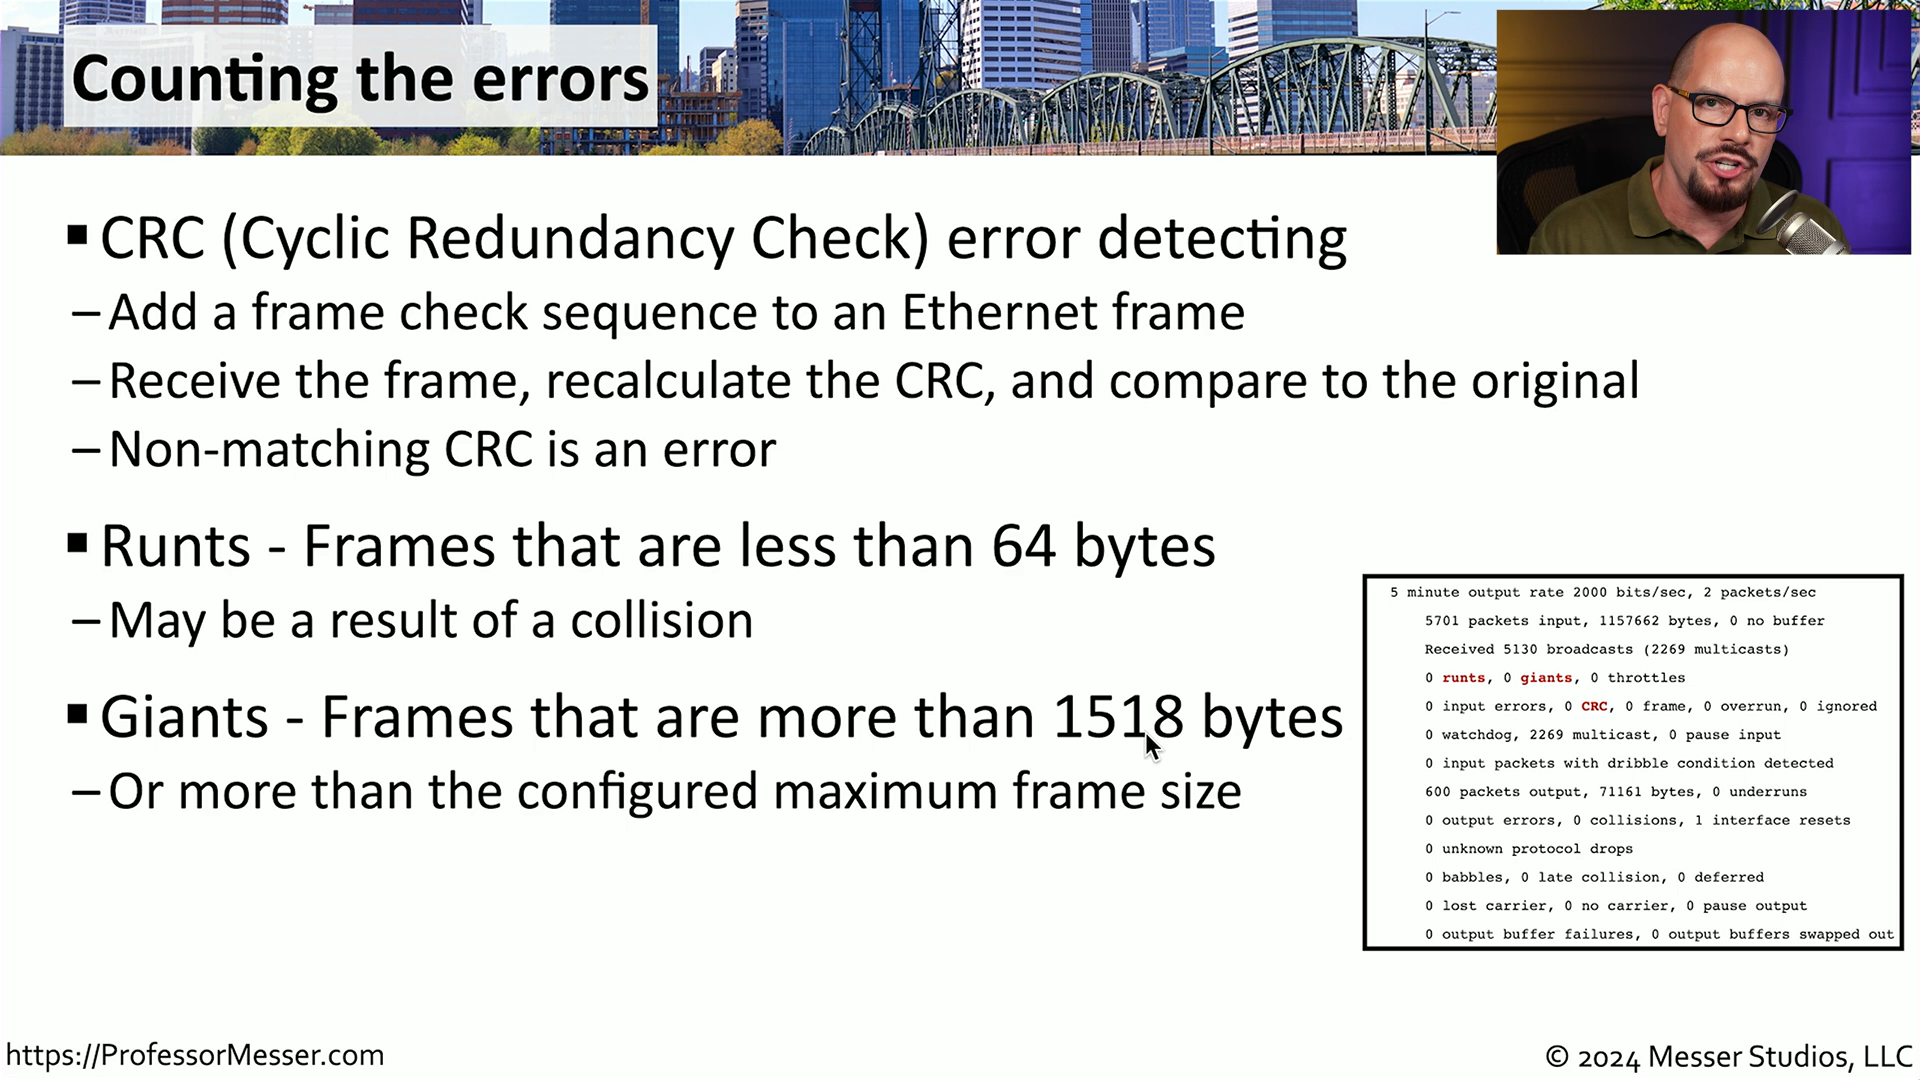 Counting the errors
▪ CRC (Cyclic Redundancy Check) error detecting
– Add a frame check sequence to an Ethernet frame
– Receive the frame, recalculate the CRC, and compare to the original
– Non-matching CRC is an error
▪ Runts - Frames that are less than 64 bytes
– May be a result of a collision
▪ Giants - Frames that are more than 1518 bytes
– Or more than the configured maximum frame size
5 minute output rate 2000 bits/sec, 2 packets/sec
5701 packets input, 1157662 bytes, 0 no buffer
Received 5130 broadcasts (2269 multicasts)
0 runts, 0 giants, 0 throttles
0 input errors, 0 CRC, 0 frame, 0 overrun, 0 ignored
0 watchdog, 2269 multicast, 0 pause input
0 input packets with dribble condition detected
600 packets output, 71161 bytes, 0 underruns
0 output errors, 0 collisions, 1 interface resets
0 unknown protocol drops
0 babbles, 0 late collision, 0 deferred
0 lost carrier, 0 no carrier, 0 pause output
0 output buffer failures, 0 output buffers swapped out
https://ProfessorMesser.com
© 2024 Messer Studios, LLC